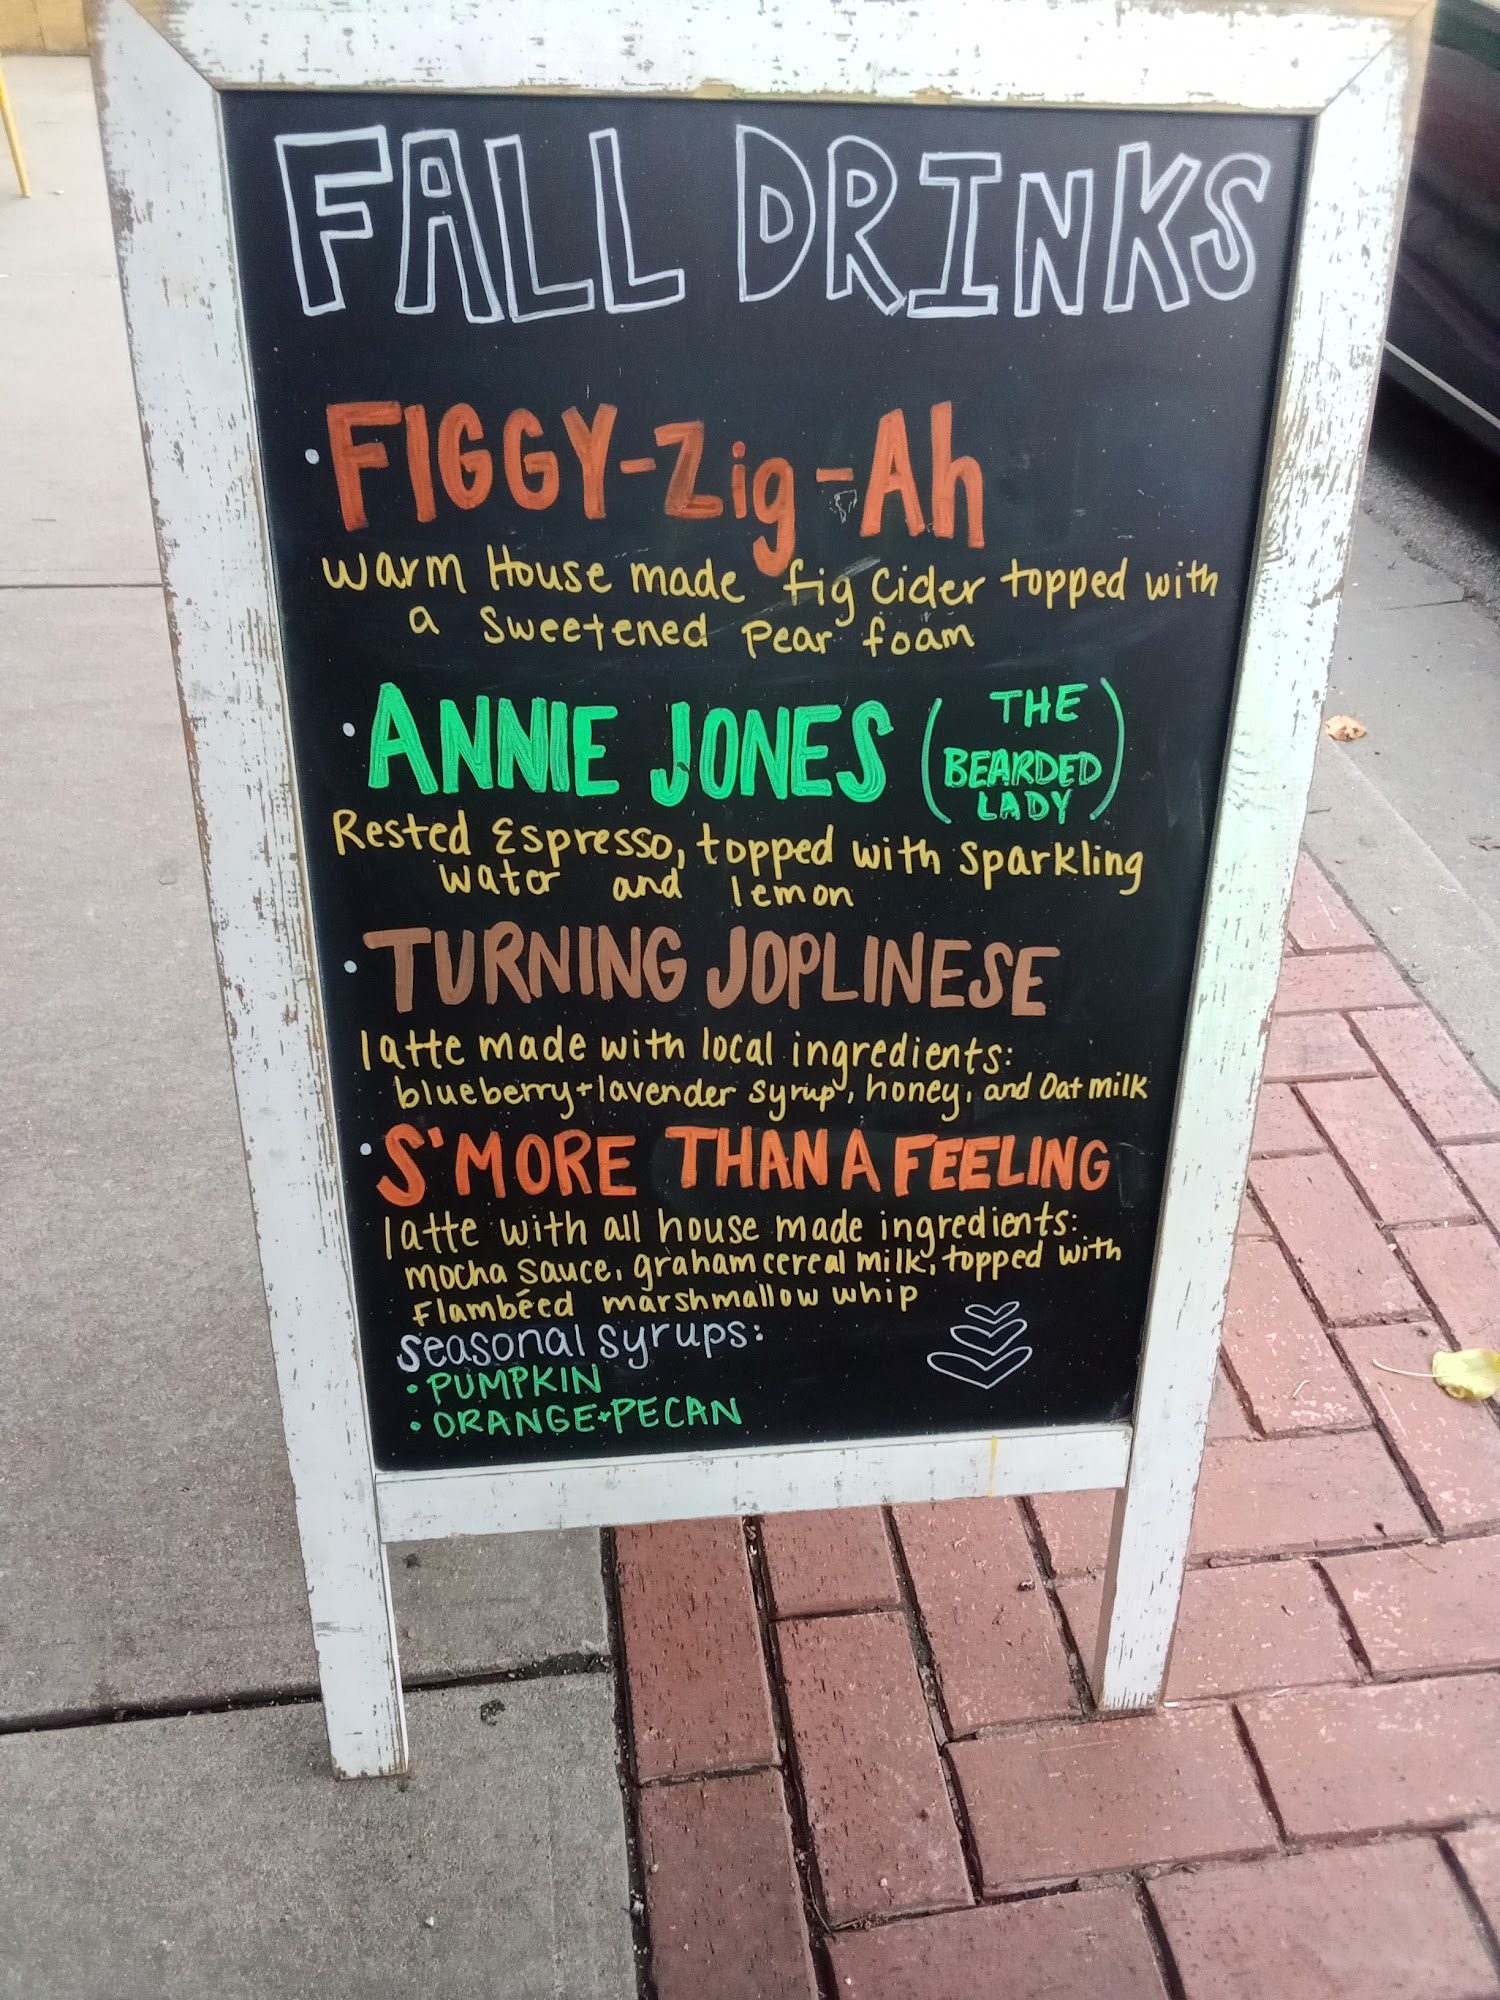 FALL DRINKS
• FIGGY-Zig-Ah
warm House made fig cider topped with
a sweetened pear foam
• ANNIE JONES (THE BEARDED LADY)
Rested Espresso, topped with sparkling
water and lemon
• TURNING JOPLINESE
latte made with local ingredients:
blueberry+lavender syrup, honey, and Oat milk
• S'MORE THAN A FEELING
latte with all house made ingredients:
mocha sauce, graham cereal milk, topped with
Flambéed marshmallow whip
seasonal syrups:
• PUMPKIN
• ORANGE+PECAN